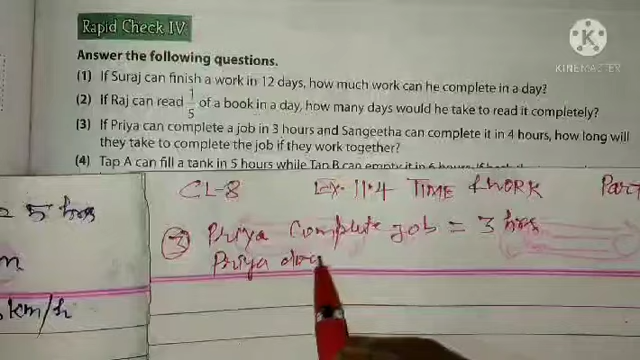 Rapid Check IV
Answer the following questions.
(1) If Suraj can finish a work in 12 days, how much work can he complete in a day?
(2) If Raj can read 1/5 of a book in a day, how many days would he take to read it completely?
(3) If Priya can complete a job in 3 hours and Sangeetha can complete it in 4 hours, how long will
they take to complete the job if they work together?
(4) Tap A can fill a tank in 5 hours while Tap B can empty it in 6 hours
KINEMASTER
CL-8 Ex-11.4 TIME & WORK Part
= 5 hrs
(3) Priya Complete job = 3 hrs
Priya
km/h